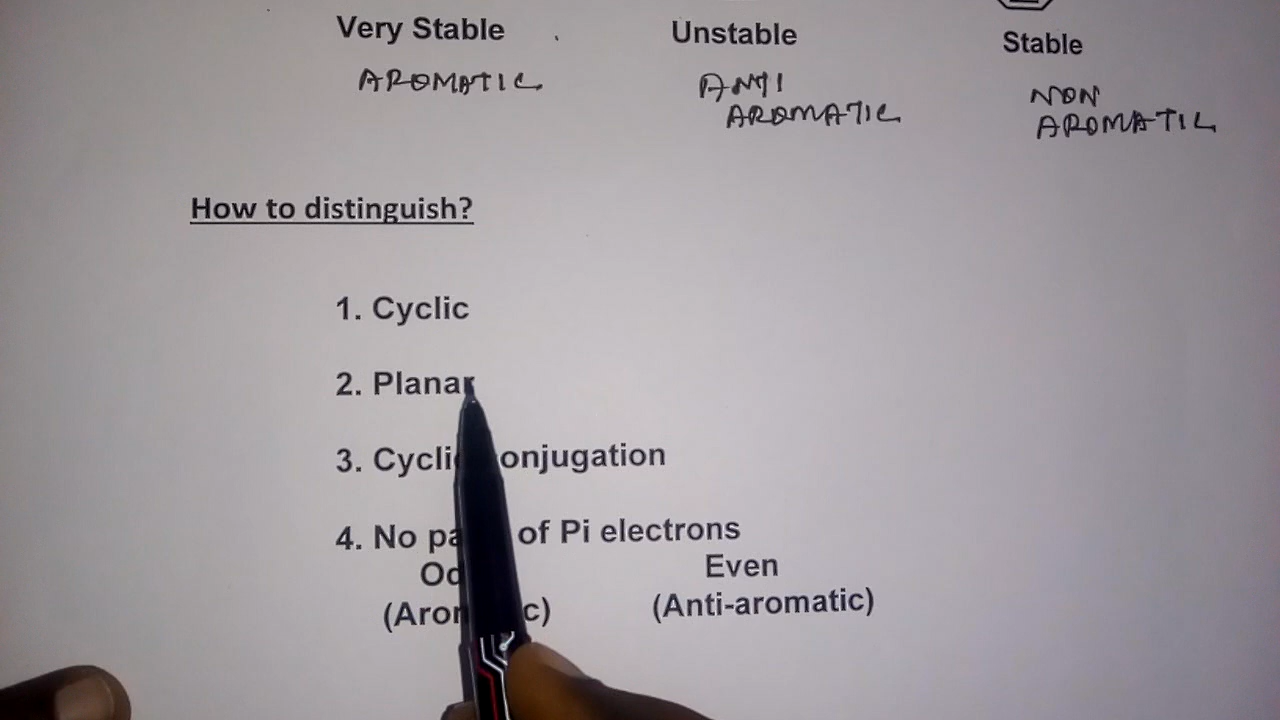 Very Stable Unstable Stable
AROMATIC ANTI AROMATIC NON AROMATIC
How to distinguish?
1. Cyclic
2. Planar
3. Cyclic conjugation
4. No of Pi electrons
Even
(Anti-aromatic)